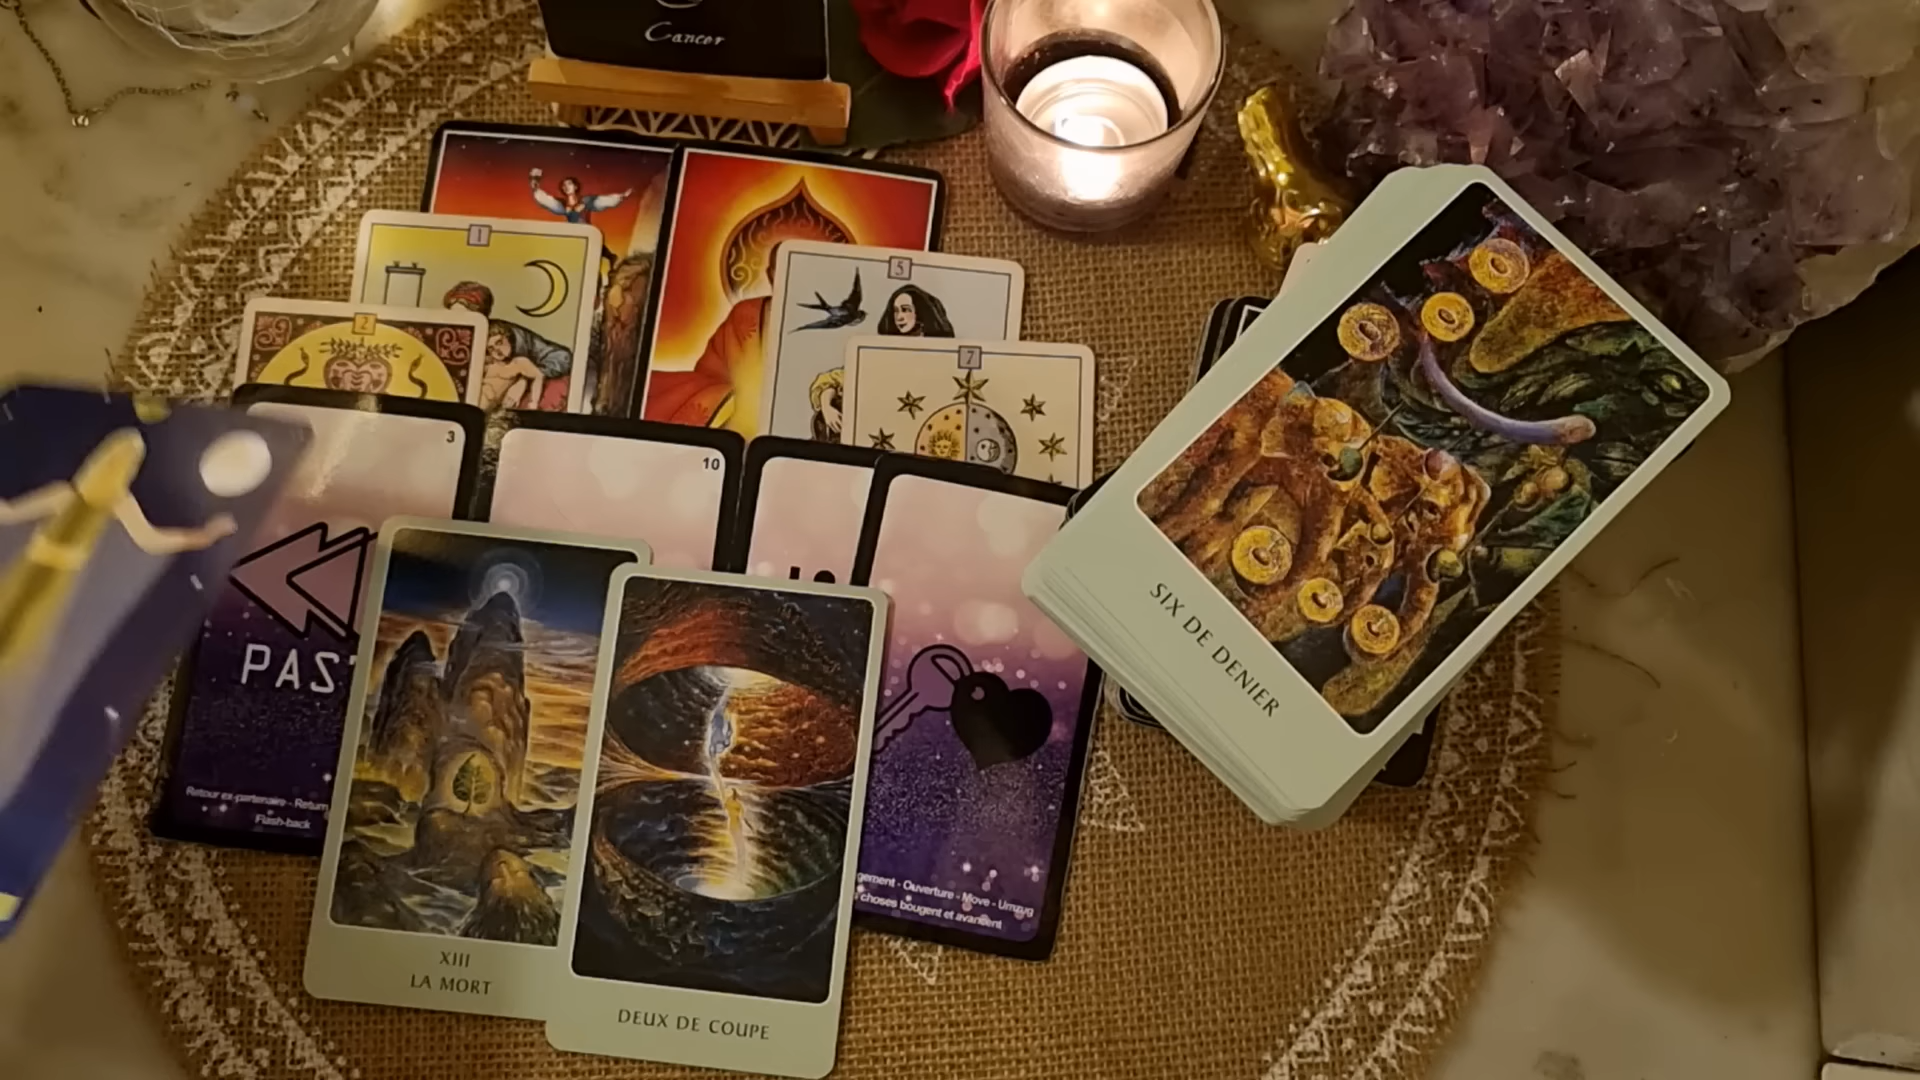 Cancer
1
5
2
7
3
10
PAS
Retour ex-partenaire - Return
Flash-back
gement - Ouverture - Move - Umzug
choses bougent et avancent
SIX DE DENIER
XIII
LA MORT
DEUX DE COUPE